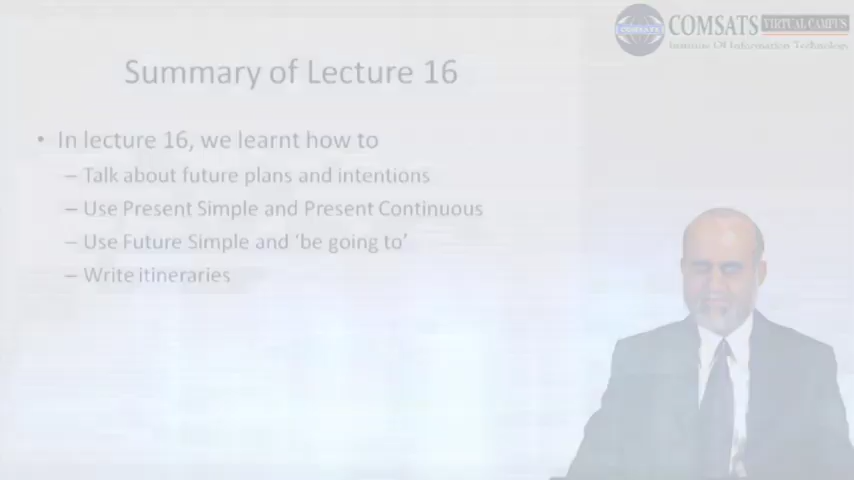 COMSATS VIRTUAL CAMPUS
COMSATS
Institute Of Information Technology
Summary of Lecture 16
• In lecture 16, we learnt how to
– Talk about future plans and intentions
– Use Present Simple and Present Continuous
– Use Future Simple and ‘be going to’
– Write itineraries